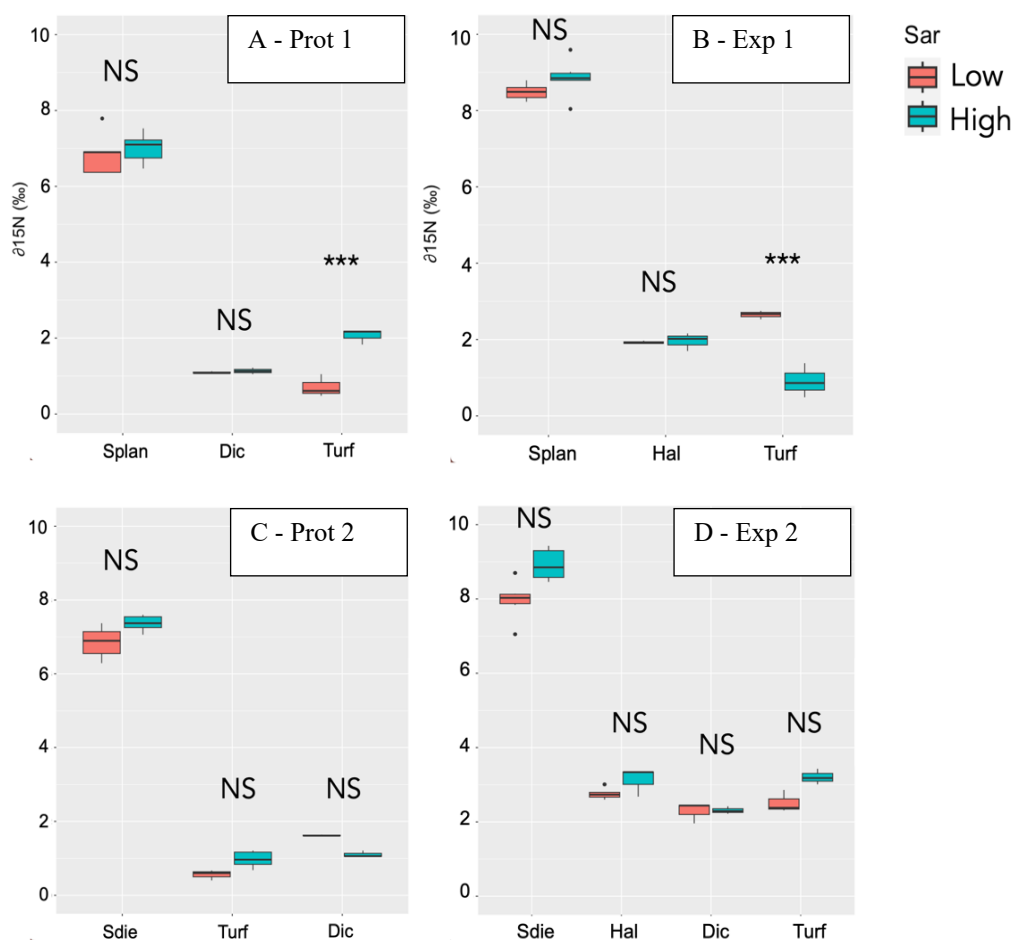 A - Prot 1
10
8
6
4
2
0
∂15N (‰)
NS
NS
***
Splan Dic Turf
B - Exp 1
10
8
6
4
2
0
∂15N (‰)
NS
NS
***
Splan Hal Turf
Sar
Low
High
C - Prot 2
10
8
6
4
2
0
NS
NS
NS
Sdie Turf Dic
D - Exp 2
10
8
6
4
2
0
NS
NS
NS
NS
Sdie Hal Dic Turf